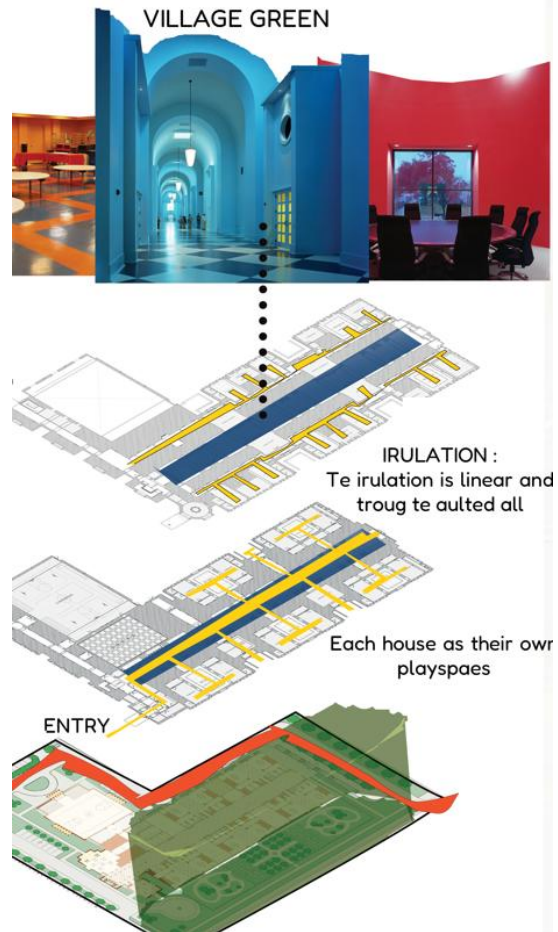 VILLAGE GREEN
IRULATION :
Te irulation is linear and
troug te aulted all
Each house as their own
playspaes
ENTRY